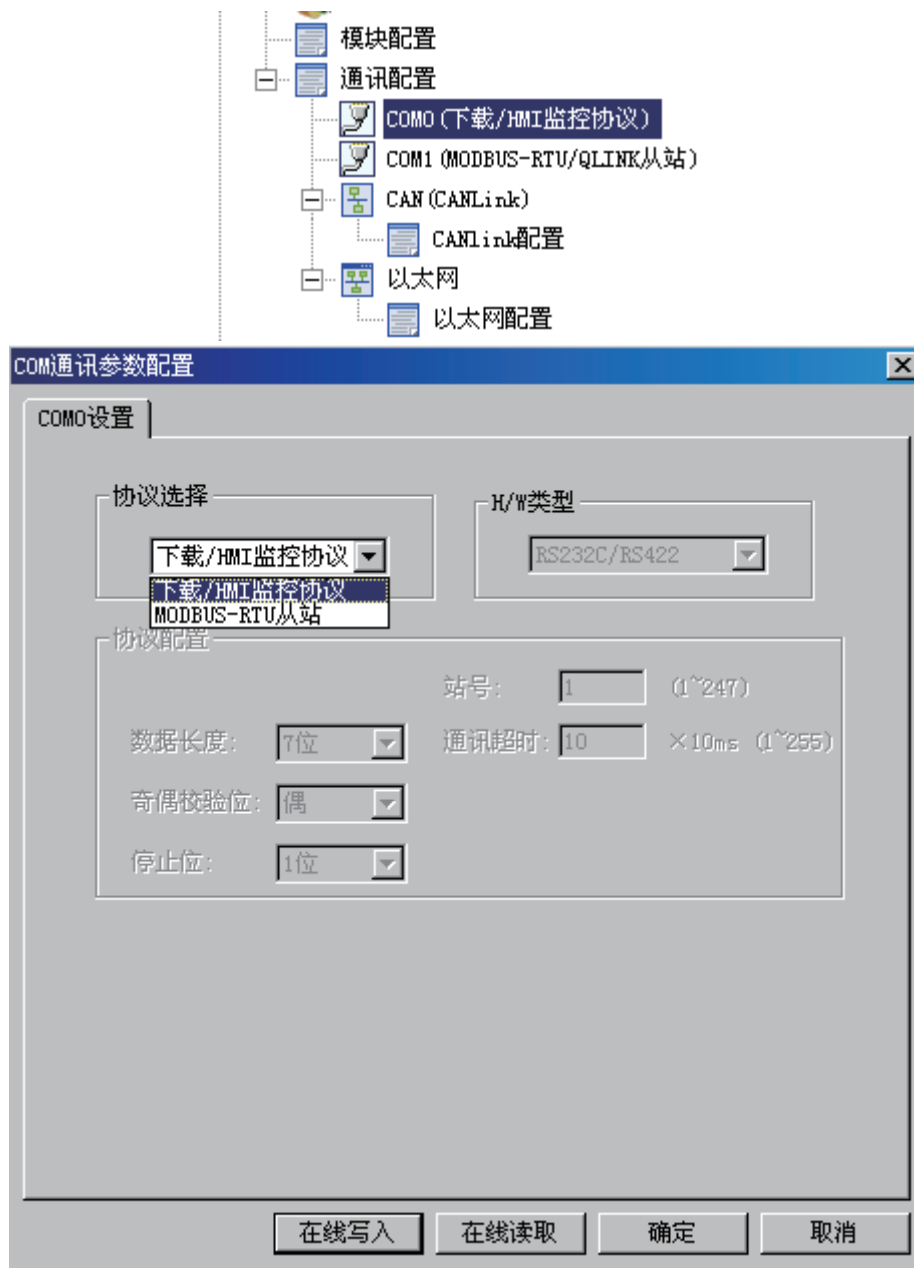 模块配置
通讯配置
COM0(下载/HMI监控协议)
COM1(MODBUS-RTU/QLINK从站)
CAN(CANLink)
CANlink配置
以太网
以太网配置
COM通讯参数配置
COM0设置
协议选择
H/W类型
下载/HMI监控协议
RS232C/RS422
下载/HMI监控协议
MODBUS-RTU从站
协议配置
站号: 1 (1~247)
数据长度: 7位 通讯超时: 10 ×10ms (1~255)
奇偶校验位: 偶
停止位: 1位
在线写入 在线读取 确定 取消